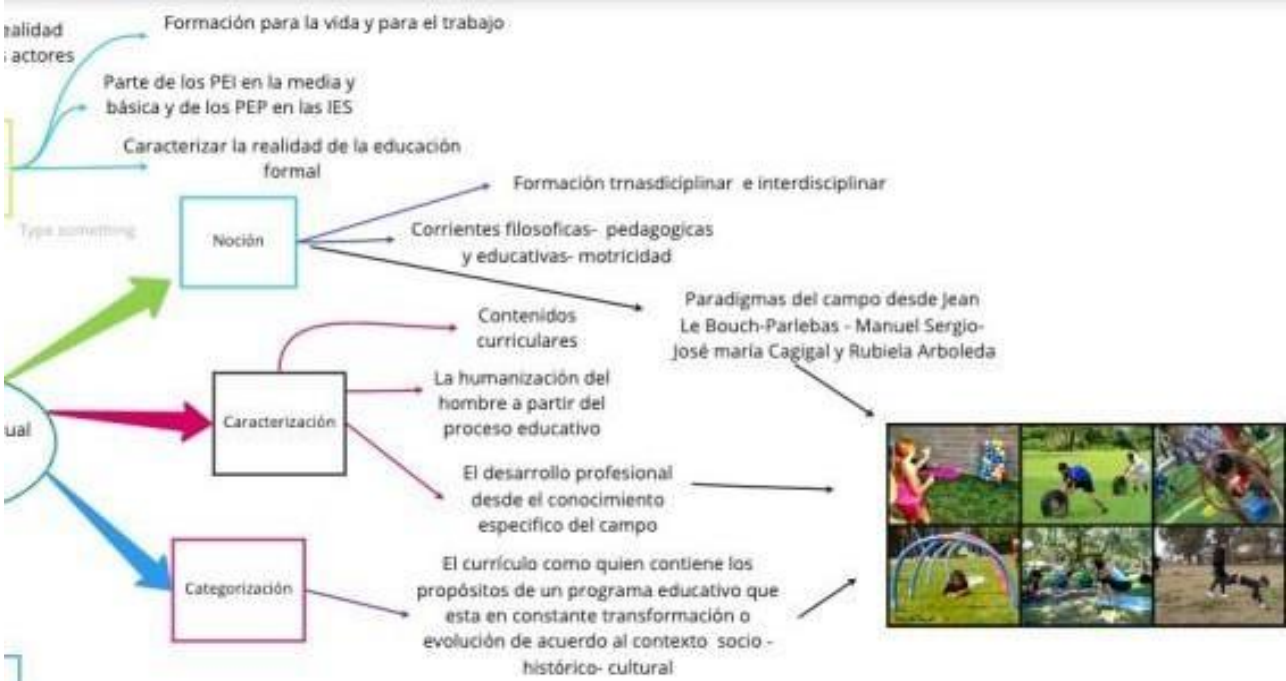 ealidad
s actores
Formación para la vida y para el trabajo
Parte de los PEI en la media y
básica y de los PEP en las IES
Caracterizar la realidad de la educación
formal
Type something
Noción
Formación trnasdiciplinar e interdisciplinar
Corrientes filosoficas- pedagogicas
y educativas- motricidad
Paradigmas del campo desde Jean
Le Bouch-Parlebas - Manuel Sergio-
José maría Cagigal y Rubiela Arboleda
ual
Caracterización
Contenidos
curriculares
La humanización del
hombre a partir del
proceso educativo
El desarrollo profesional
desde el conocimiento
especifico del campo
Categorización
El currículo como quien contiene los
propósitos de un programa educativo que
esta en constante transformación o
evolución de acuerdo al contexto socio -
histórico- cultural